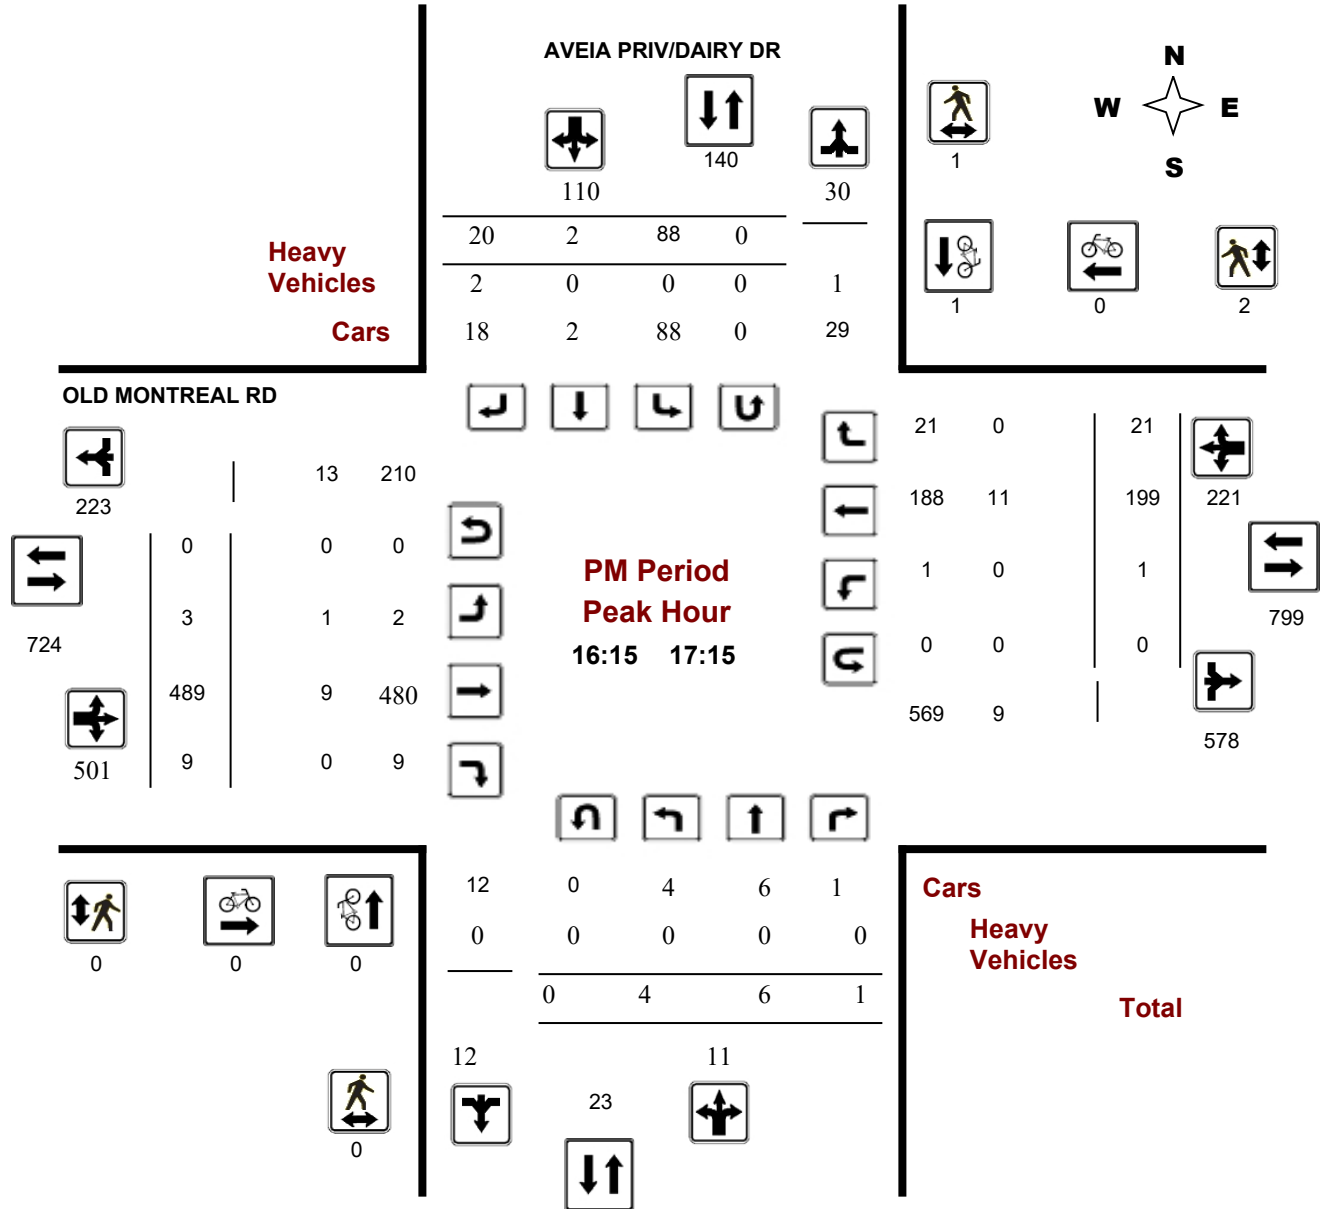 AVEIA PRIV/DAIRY DR
N
W E
S
140
1
110 30
20 2 88 0
Heavy
Vehicles
2 0 0 0 1
1 0 2
Cars
18 2 88 0 29
OLD MONTREAL RD
21 0 21
13 210
223
188 11 199 221
0 0 0
PM Period
1 0 1
Peak Hour
3 1 2
799
724
16:15 17:15
0 0 0
489 9 480
569 9
578
501 9 0 9
12 0 4 6 1
Cars
0 0 0 0 0
Heavy
Vehicles
0 0 0
0 4 6 1
Total
12 11
23
0